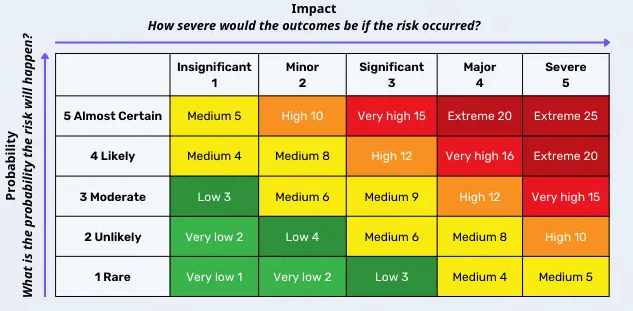 Impact
How severe would the outcomes be if the risk occurred?
Probability
What is the probability the risk will happen?
Insignificant Minor Significant Major Severe
1 2 3 4 5
5 Almost Certain Medium 5 High 10 Very high 15 Extreme 20 Extreme 25
4 Likely Medium 4 Medium 8 High 12 Very high 16 Extreme 20
3 Moderate Low 3 Medium 6 Medium 9 High 12 Very high 15
2 Unlikely Very low 2 Low 4 Medium 6 Medium 8 High 10
1 Rare Very low 1 Very low 2 Low 3 Medium 4 Medium 5